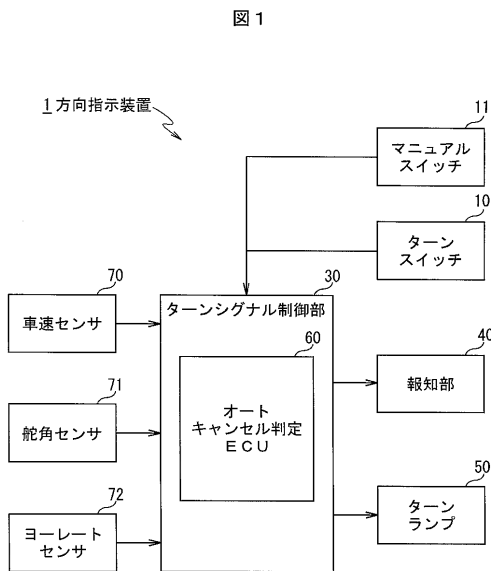 図１
1 方向指示装置
11
マニュアル
スイッチ
10
ターン
スイッチ
70
車速センサ
30
ターンシグナル制御部
60
オート
キャンセル判定
ＥＣＵ
40
報知部
71
舵角センサ
72
ヨーレート
センサ
50
ターン
ランプ